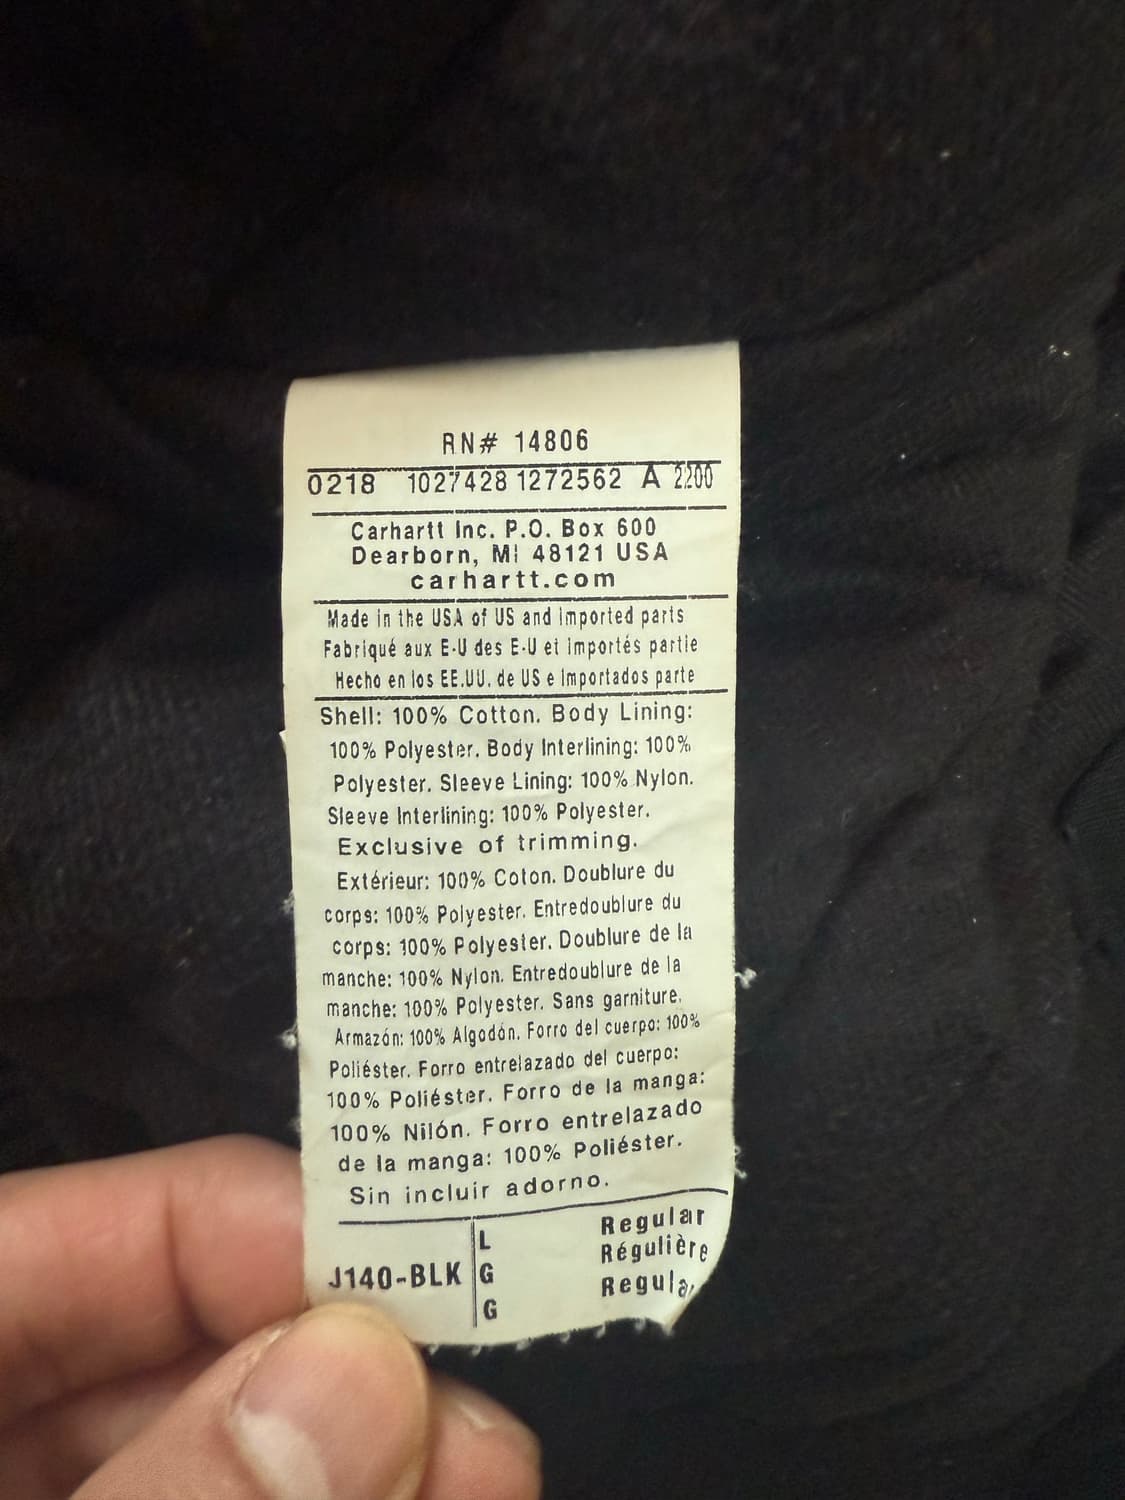 RN# 14806
0218 1027428 1272562 A 2200
Carhartt Inc. P.O. Box 600
Dearborn, MI 48121 USA
carhartt.com
Made in the USA of US and imported parts
Fabriqué aux E-U des E-U et importés partie
Hecho en los EE.UU. de US e Importados parte
Shell: 100% Cotton. Body Lining:
100% Polyester. Body Interlining: 100%
Polyester. Sleeve Lining: 100% Nylon.
Sleeve Interlining: 100% Polyester.
Exclusive of trimming.
Extérieur: 100% Coton. Doublure du
corps: 100% Polyester. Entredoublure du
corps: 100% Polyester. Doublure de la
manche: 100% Nylon. Entredoublure de la
manche: 100% Polyester. Sans garniture.
Armazón: 100% Algodón. Forro del cuerpo: 100%
Poliéster. Forro entrelazado del cuerpo:
100% Poliéster. Forro de la manga:
100% Nilón. Forro entrelazado
de la manga: 100% Poliéster.
Sin incluir adorno.
L Regular
Régulière
J140-BLK G Regular
G